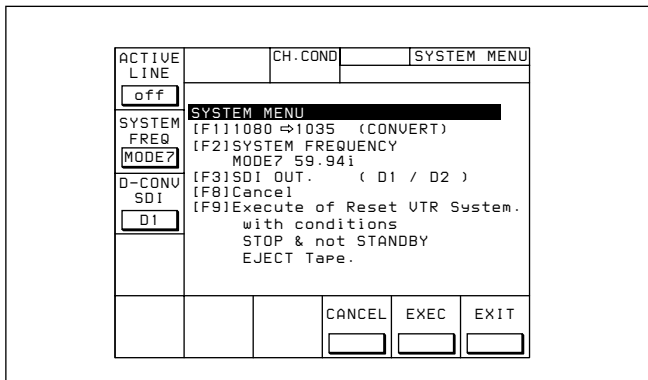 ACTIVE
LINE
off
CH.COND
SYSTEM MENU
SYSTEM
FREQ
MODE7
D-CONV
SDI
D1
SYSTEM MENU
[F1]1080 ⇨1035 (CONVERT)
[F2]SYSTEM FREQUENCY
MODE7 59.94i
[F3]SDI OUT. ( D1 / D2 )
[F8]Cancel
[F9]Execute of Reset VTR System.
with conditions
STOP & not STANDBY
EJECT Tape.
CANCEL
EXEC
EXIT